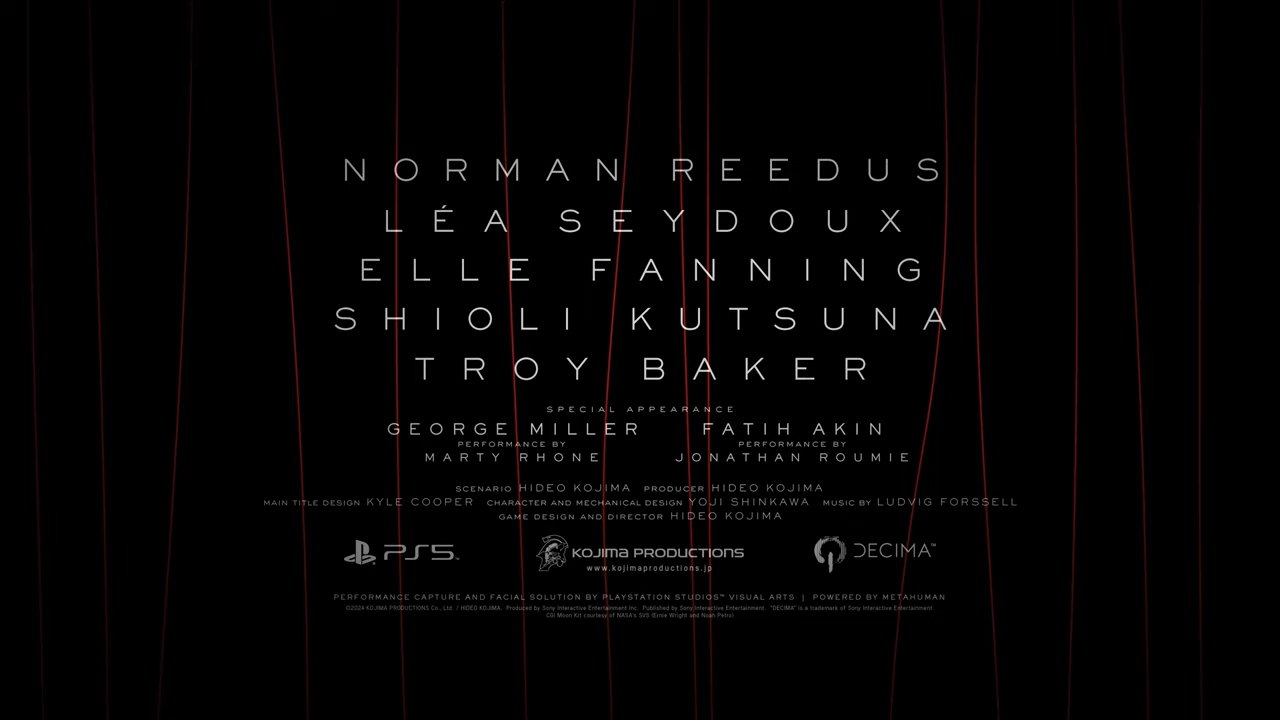 NORMAN REEDUS
LÉA SEYDOUX
ELLE FANNING
SHIOLI KUTSUNA
TROY BAKER
SPECIAL APPEARANCE
GEORGE MILLER FATIH AKIN
PERFORMANCE BY PERFORMANCE BY
MARTY RHONE JONATHAN ROUMIE
SCENARIO HIDEO KOJIMA PRODUCER HIDEO KOJIMA
MAIN TITLE DESIGN KYLE COOPER CHARACTER AND MECHANICAL DESIGN YOJI SHINKAWA MUSIC BY LUDVIG FORSSELL
GAME DESIGN AND DIRECTOR HIDEO KOJIMA
PS5™ KOJIMA PRODUCTIONS DECIMA™
www.kojimaproductions.jp
PERFORMANCE CAPTURE AND FACIAL SOLUTION BY PLAYSTATION STUDIOS™ VISUAL ARTS | POWERED BY METAHUMAN
©2024 KOJIMA PRODUCTIONS Co., Ltd. / HIDEO KOJIMA. Produced by Sony Interactive Entertainment Inc. Published by Sony Interactive Entertainment. "DECIMA" is a trademark of Sony Interactive Entertainment.
CGI Moon Kit courtesy of NASA's SVS (Ernie Wright and Noah Petro)